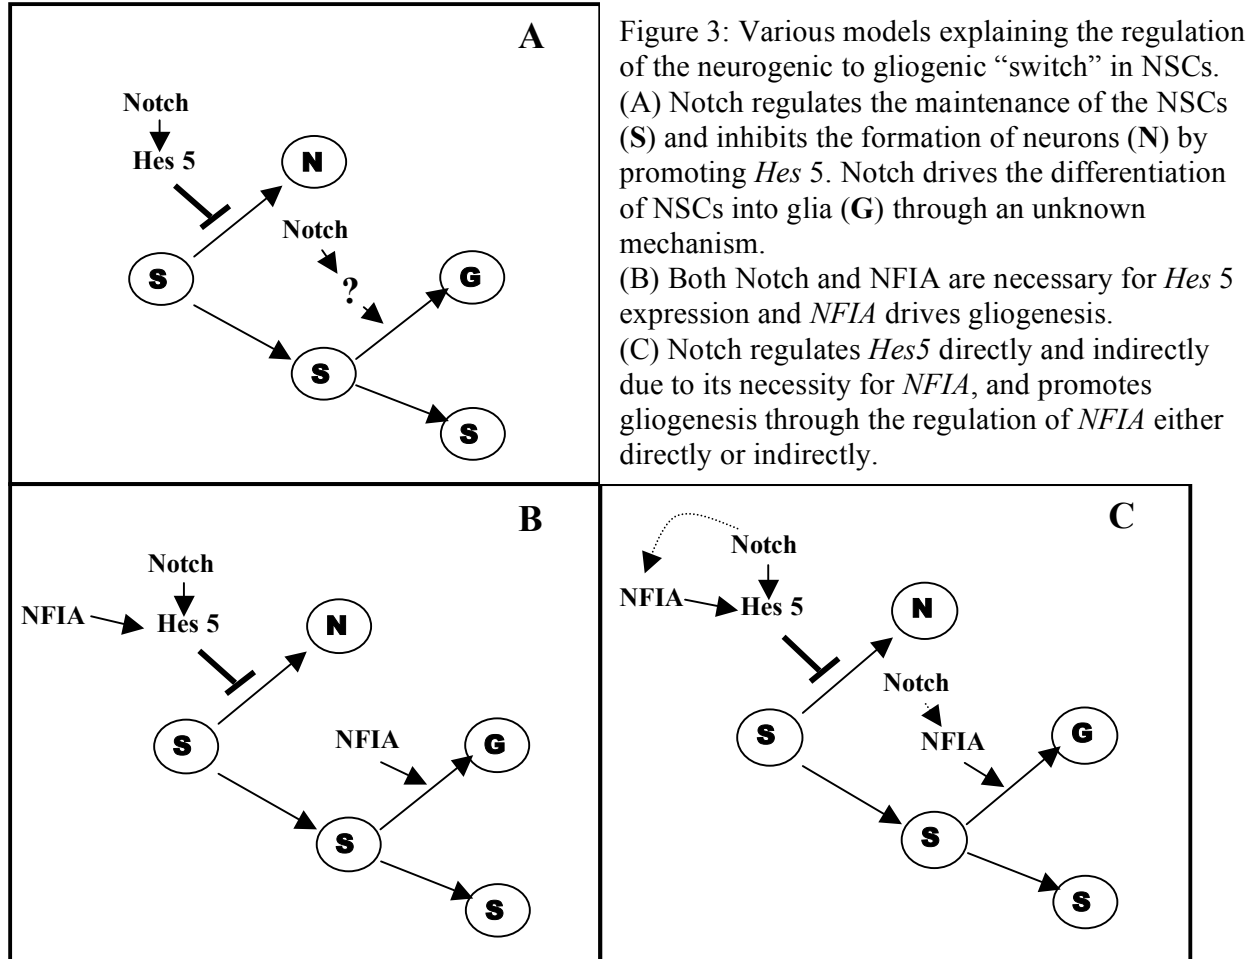 A
Notch
Hes 5
N
Notch
?
S
G
S
S
Figure 3: Various models explaining the regulation
of the neurogenic to gliogenic “switch” in NSCs.
(A) Notch regulates the maintenance of the NSCs
(S) and inhibits the formation of neurons (N) by
promoting Hes 5. Notch drives the differentiation
of NSCs into glia (G) through an unknown
mechanism.
(B) Both Notch and NFIA are necessary for Hes 5
expression and NFIA drives gliogenesis.
(C) Notch regulates Hes5 directly and indirectly
due to its necessity for NFIA, and promotes
gliogenesis through the regulation of NFIA either
directly or indirectly.
B
Notch
NFIA
Hes 5
N
S
NFIA
G
S
S
C
Notch
NFIA
Hes 5
N
Notch
S
NFIA
G
S
S